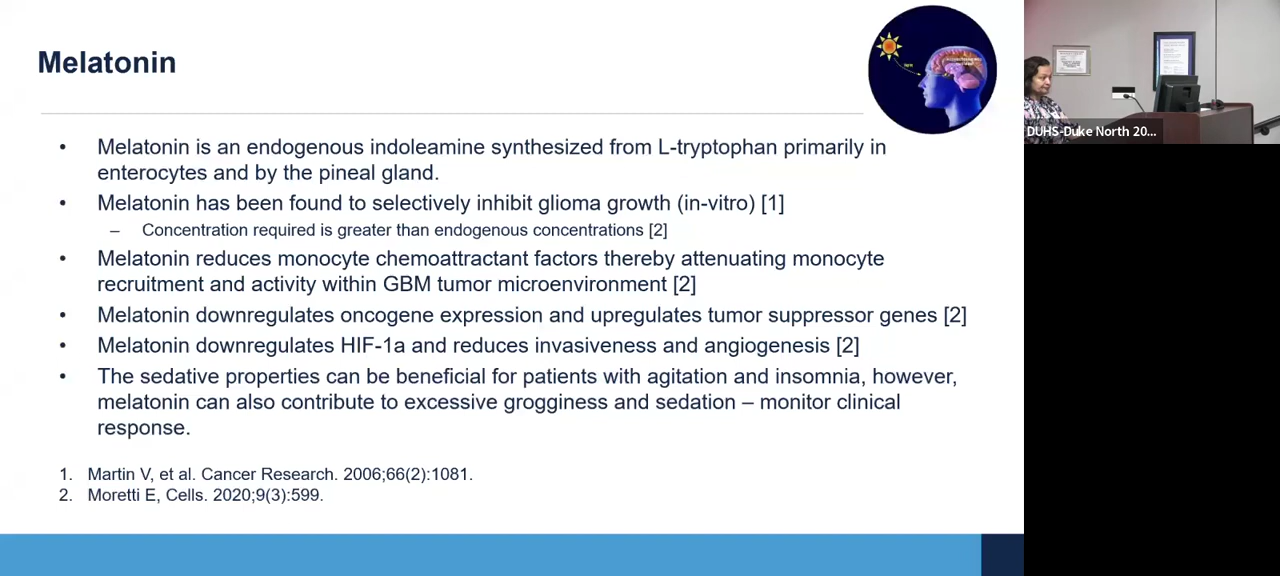 Melatonin
• Melatonin is an endogenous indoleamine synthesized from L-tryptophan primarily in
enterocytes and by the pineal gland.
• Melatonin has been found to selectively inhibit glioma growth (in-vitro) [1]
– Concentration required is greater than endogenous concentrations [2]
• Melatonin reduces monocyte chemoattractant factors thereby attenuating monocyte
recruitment and activity within GBM tumor microenvironment [2]
• Melatonin downregulates oncogene expression and upregulates tumor suppressor genes [2]
• Melatonin downregulates HIF-1a and reduces invasiveness and angiogenesis [2]
• The sedative properties can be beneficial for patients with agitation and insomnia, however,
melatonin can also contribute to excessive grogginess and sedation – monitor clinical
response.
1. Martin V, et al. Cancer Research. 2006;66(2):1081.
2. Moretti E, Cells. 2020;9(3):599.
DUHS-Duke North 20...